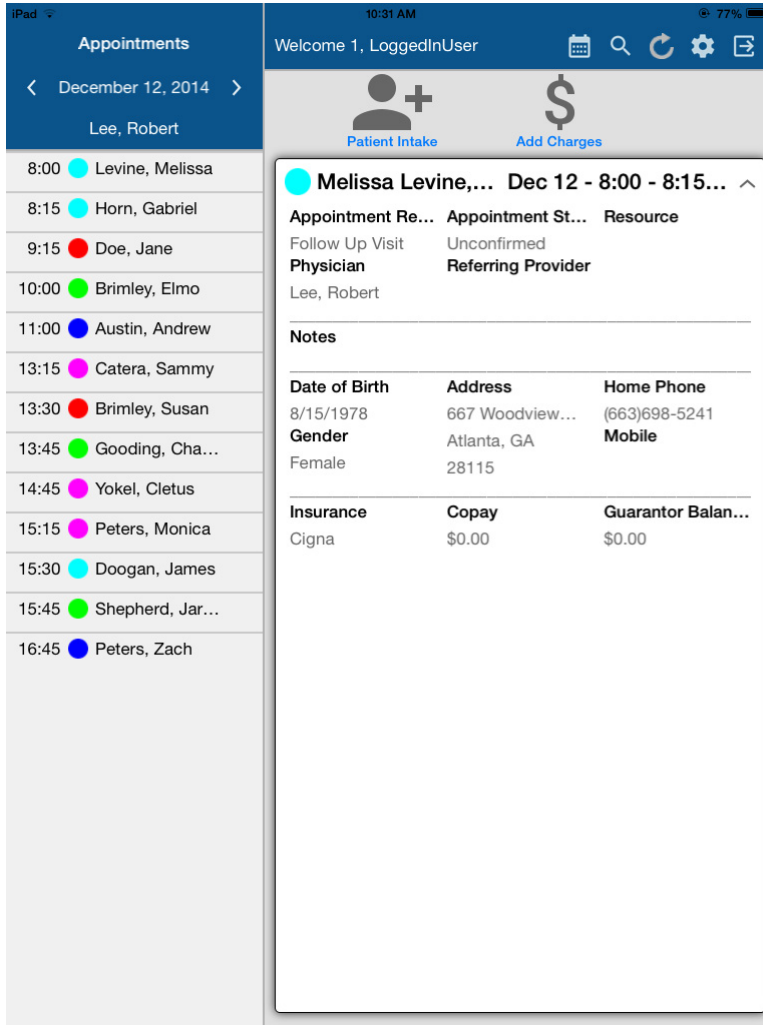 iPad
10:31 AM
77%
Appointments
December 12, 2014
Lee, Robert
8:00 Levine, Melissa
8:15 Horn, Gabriel
9:15 Doe, Jane
10:00 Brimley, Elmo
11:00 Austin, Andrew
13:15 Catera, Sammy
13:30 Brimley, Susan
13:45 Gooding, Cha...
14:45 Yokel, Cletus
15:15 Peters, Monica
15:30 Doogan, James
15:45 Shepherd, Jar...
16:45 Peters, Zach
Welcome 1, LoggedInUser
Patient Intake Add Charges
Melissa Levine,... Dec 12 - 8:00 - 8:15...
Appointment Re... Appointment St... Resource
Follow Up Visit Unconfirmed
Physician Referring Provider
Lee, Robert
Notes
Date of Birth Address Home Phone
8/15/1978 667 Woodview... (663)698-5241
Gender Atlanta, GA Mobile
Female 28115
Insurance Copay Guarantor Balan...
Cigna $0.00 $0.00